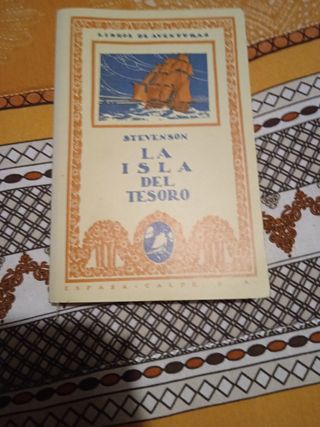 LIBROS DE AVENTURAS
STEVENSON
LA
ISLA
DEL
TESORO
ESPASA-CALPE, S. A.